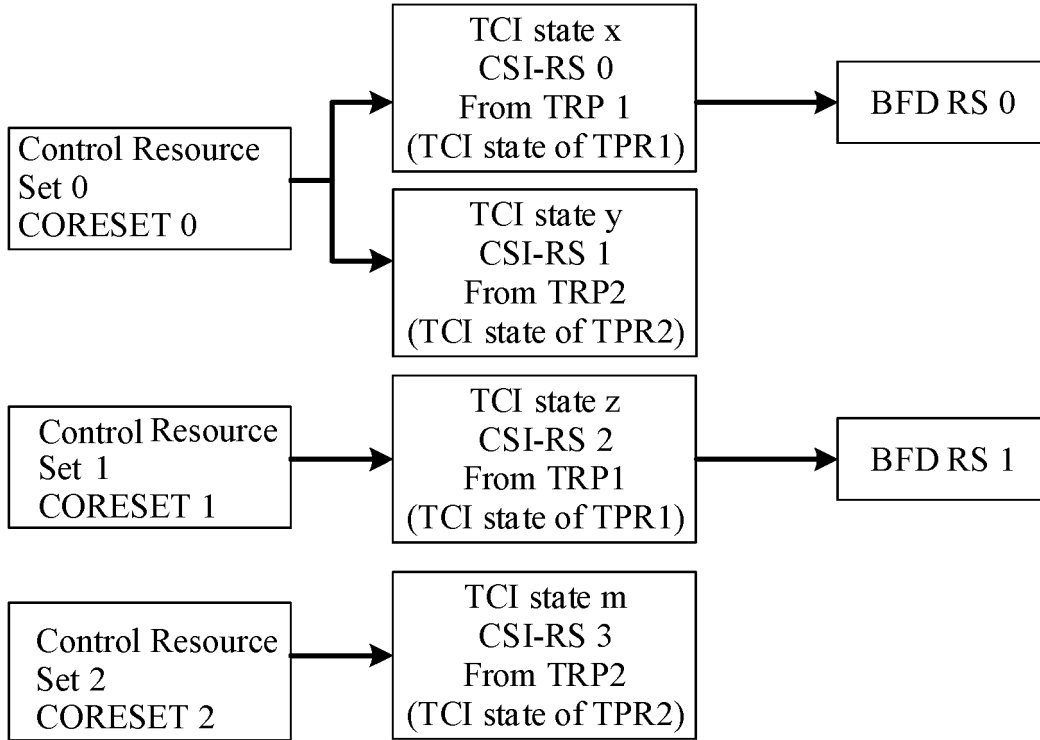 Control Resource
Set 0
CORESET 0
TCI state x
CSI-RS 0
From TRP 1
(TCI state of TPR1)
BFD RS 0
TCI state y
CSI-RS 1
From TRP2
(TCI state of TPR2)
Control Resource
Set 1
CORESET 1
TCI state z
CSI-RS 2
From TRP1
(TCI state of TPR1)
BFD RS 1
Control Resource
Set 2
CORESET 2
TCI state m
CSI-RS 3
From TRP2
(TCI state of TPR2)